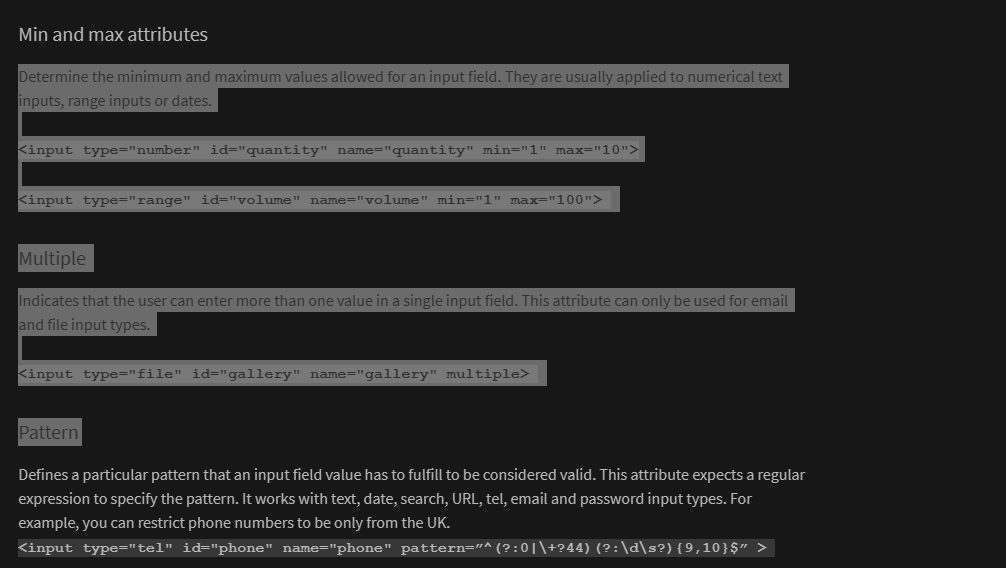 Min and max attributes
Determine the minimum and maximum values allowed for an input field. They are usually applied to numerical text
inputs, range inputs or dates.
<input type="number" id="quantity" name="quantity" min="1" max="10">
<input type="range" id="volume" name="volume" min="1" max="100">
Multiple
Indicates that the user can enter more than one value in a single input field. This attribute can only be used for email
and file input types.
<input type="file" id="gallery" name="gallery" multiple>
Pattern
Defines a particular pattern that an input field value has to fulfill to be considered valid. This attribute expects a regular
expression to specify the pattern. It works with text, date, search, URL, tel, email and password input types. For
example, you can restrict phone numbers to be only from the UK.
<input type="tel" id="phone" name="phone" pattern=”^(?:0|\+?44)(?:\d\s?){9,10}$” >